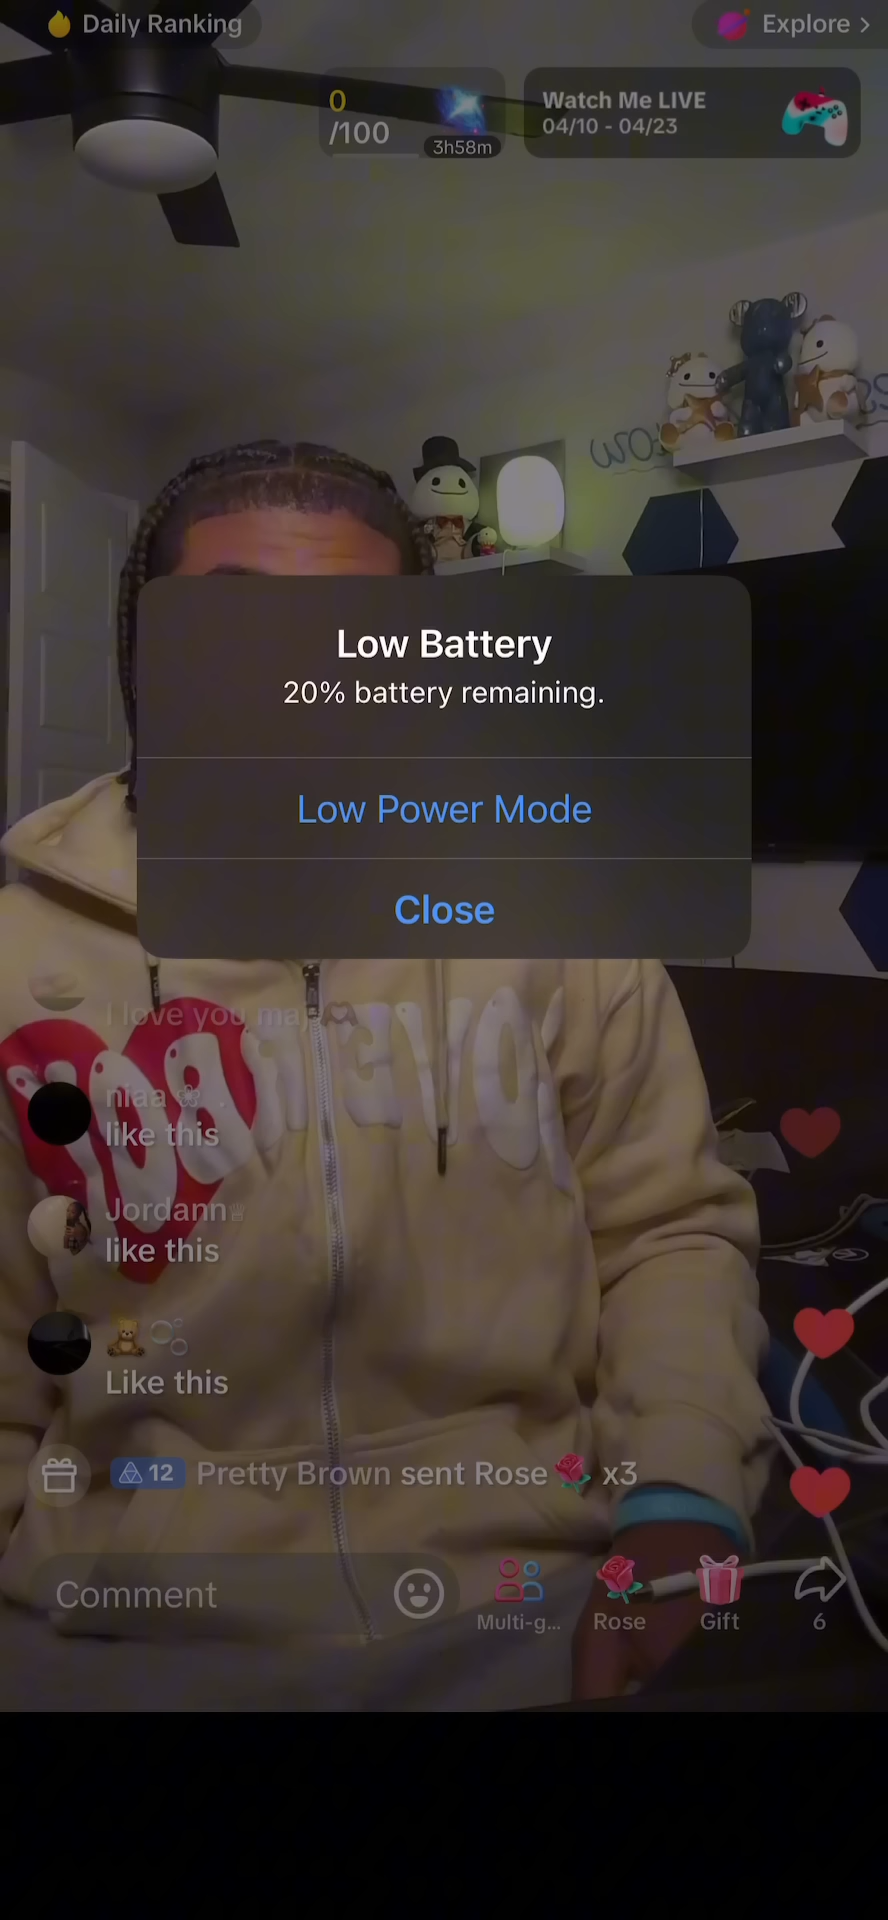 Daily Ranking
Explore >
0
/100
3h58m
Watch Me LIVE
04/10 - 04/23
Low Battery
20% battery remaining.
Low Power Mode
Close
I love you
niaa
like this
Jordann
like this
Like this
12 Pretty Brown sent Rose x3
Comment
Multi-g...
Rose
Gift
6